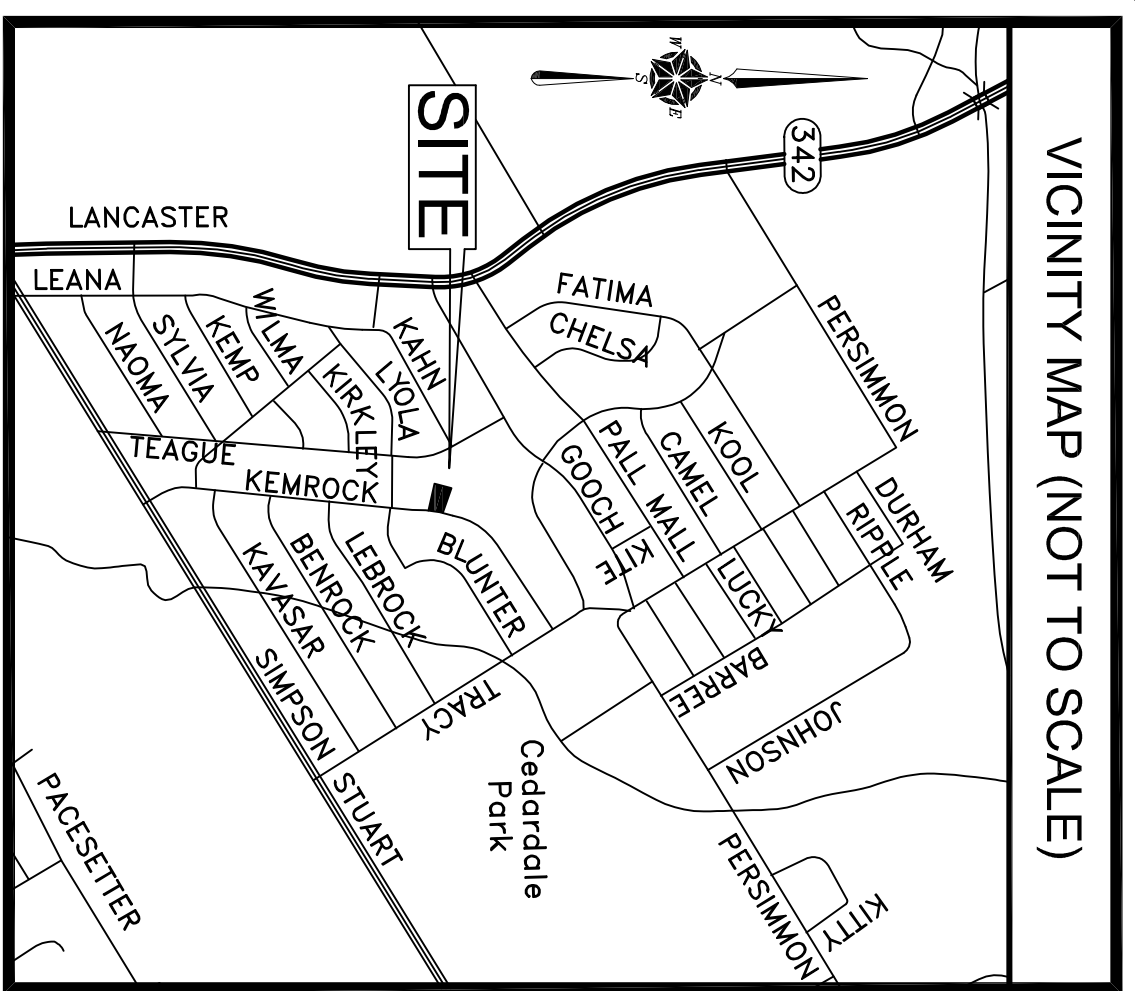 VICINITY MAP (NOT TO SCALE)
W
S
N
E
342
SITE
LANCASTER
LEANA
FATIMA
CHELSA
PERSIMMON
WILMA
KAHN
NAOMA
SYLVIA
KEMP
KIRKLEY
LYOLA
TEAGUE
KEMROCK
GOOCH
PALL MALL
CAMEL
KOOL
DURHAM
RIPPLE
KITE
LUCKY
BLUNTER
LEBROCK
BENROCK
KAVASAR
BARREE
SIMPSON
TRACY
JOHNSON
Cedardale
Park
STUART
PACESETTER
PERSIMMON
KITTY